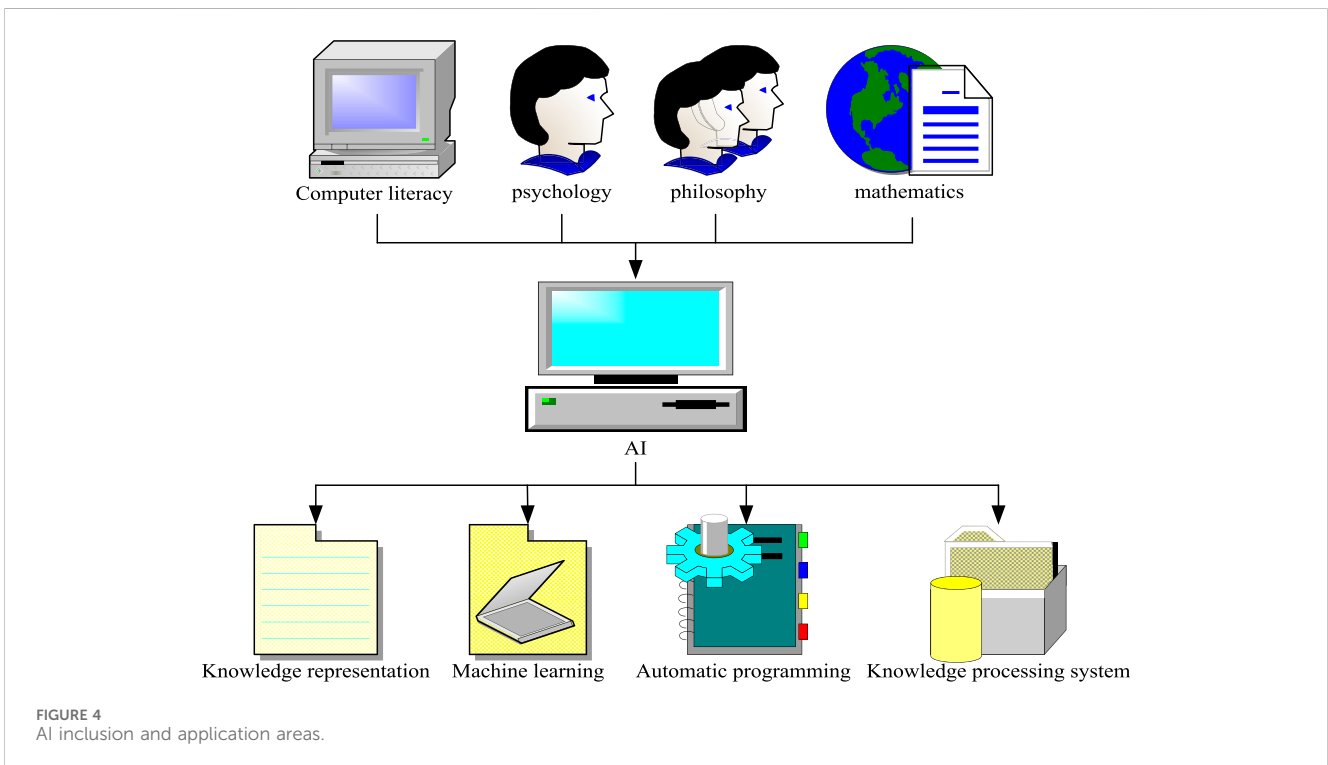 Computer literacy
psychology
philosophy
mathematics
AI
Knowledge representation
Machine learning
Automatic programming
Knowledge processing system
FIGURE 4
AI inclusion and application areas.